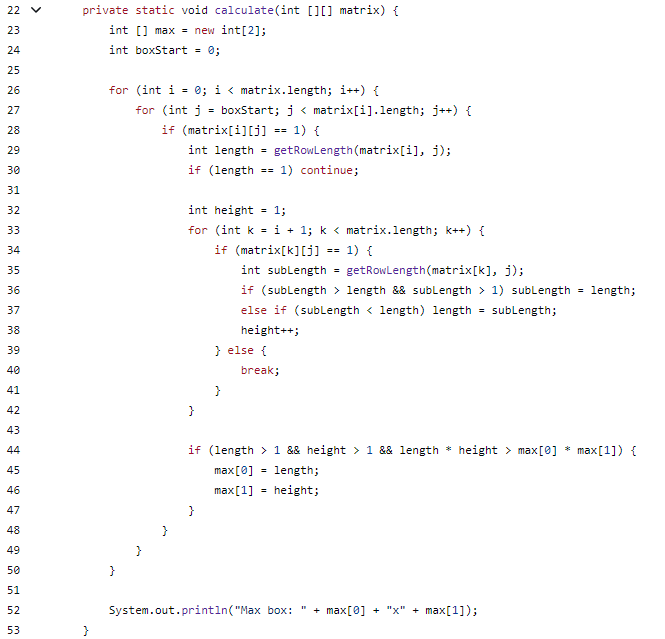 22 private static void calculate(int [][] matrix) {
23 int [] max = new int[2];
24 int boxStart = 0;
25
26 for (int i = 0; i < matrix.length; i++) {
27 for (int j = boxStart; j < matrix[i].length; j++) {
28 if (matrix[i][j] == 1) {
29 int length = getRowLength(matrix[i], j);
30 if (length == 1) continue;
31
32 int height = 1;
33 for (int k = i + 1; k < matrix.length; k++) {
34 if (matrix[k][j] == 1) {
35 int subLength = getRowLength(matrix[k], j);
36 if (subLength > length && subLength > 1) subLength = length;
37 else if (subLength < length) length = subLength;
38 height++;
39 } else {
40 break;
41 }
42 }
43
44 if (length > 1 && height > 1 && length * height > max[0] * max[1]) {
45 max[0] = length;
46 max[1] = height;
47 }
48 }
49 }
50 }
51
52 System.out.println("Max box: " + max[0] + "x" + max[1]);
53 }